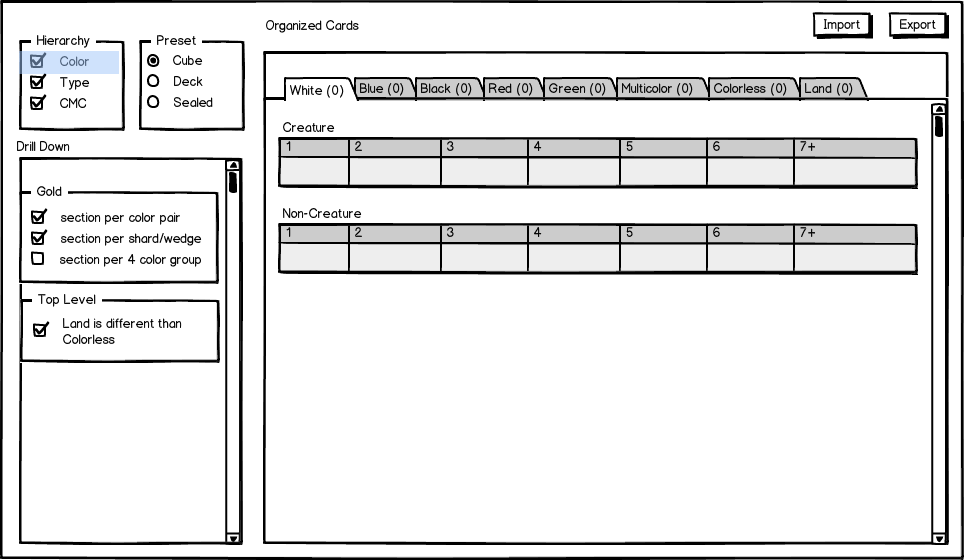 Organized Cards
Import
Export
Hierarchy
Color
Type
CMC
Preset
Cube
Deck
Sealed
Drill Down
Gold
section per color pair
section per shard/wedge
section per 4 color group
Top Level
Land is different than
Colorless
White (0) Blue (0) Black (0) Red (0) Green (0) Multicolor (0) Colorless (0) Land (0)
Creature
1 2 3 4 5 6 7+
Non-Creature
1 2 3 4 5 6 7+